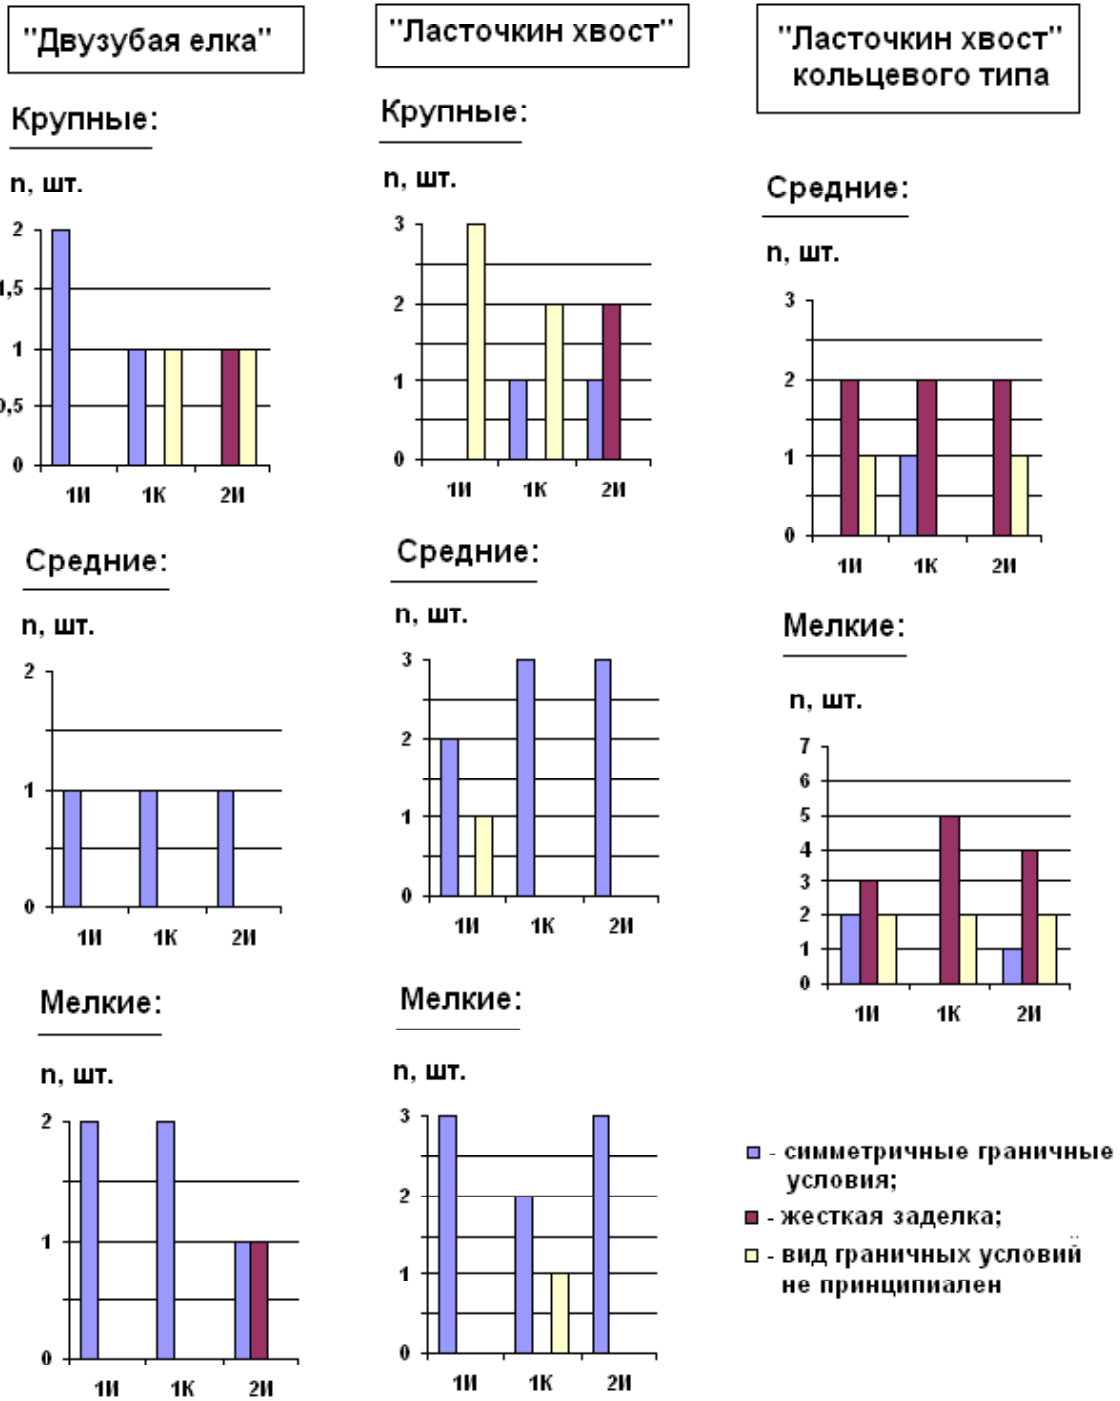 "Двузубая елка"
Крупные:
n, шт.
2
1,5
1
0,5
0
1И 1К 2И
Средние:
n, шт.
2
1
0
1И 1К 2И
Мелкие:
n, шт.
2
1
0
1И 1К 2И
"Ласточкин хвост"
Крупные:
n, шт.
3
2
1
0
1И 1К 2И
Средние:
n, шт.
3
2
1
0
1И 1К 2И
Мелкие:
n, шт.
3
2
1
0
1И 1К 2И
"Ласточкин хвост"
кольцевого типа
Средние:
n, шт.
3
2
1
0
1И 1К 2И
Мелкие:
n, шт.
7
6
5
4
3
2
1
0
1И 1К 2И
- симметричные граничные
условия;
- жесткая заделка;
- вид граничных условий
не принципиален